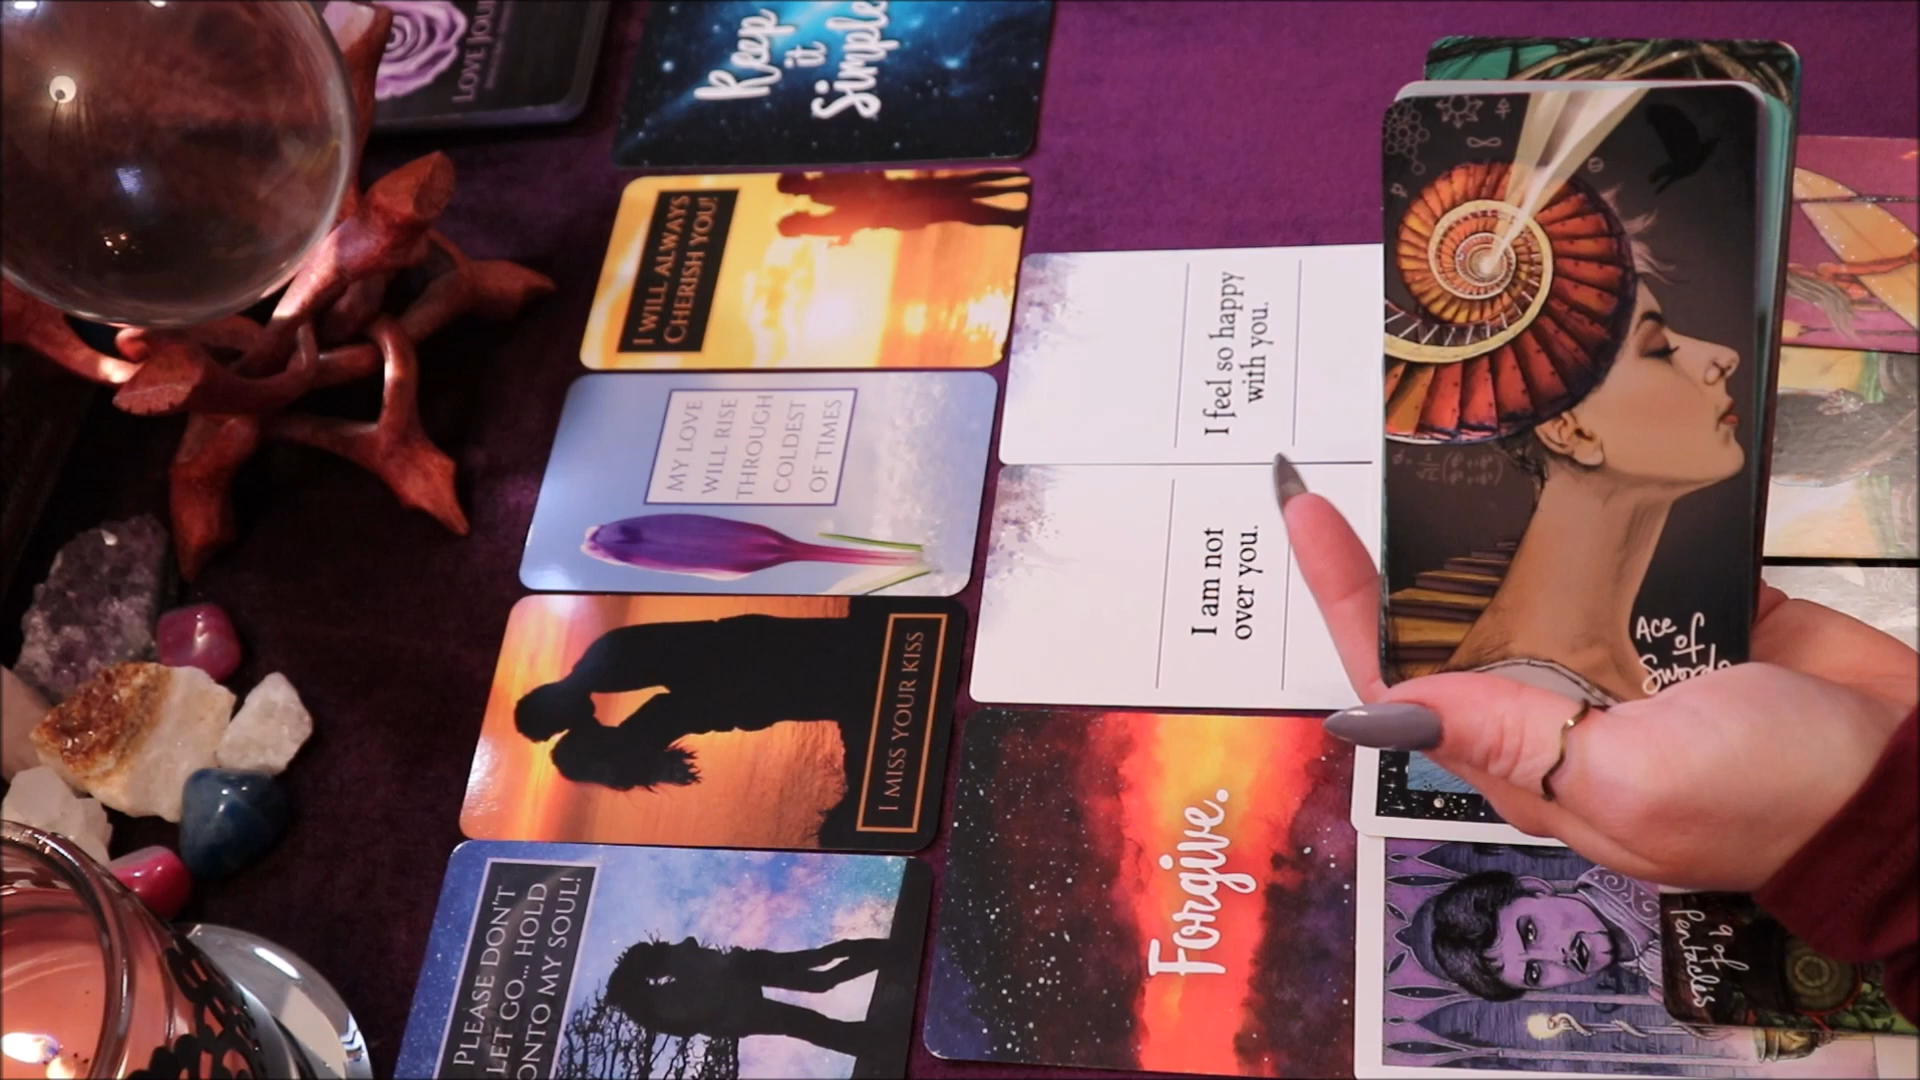 LOVE
Keep
it
Simple
I WILL ALWAYS
CHERISH YOU!
MY LOVE
WILL RISE
THROUGH
COLDEST
OF TIMES
I MISS YOUR KISS
PLEASE DON'T
LET GO... HOLD
ONTO MY SOUL!
I feel so happy
with you.
I am not
over you.
Forgive.
Ace
of
Swords
9 of
Pentacles